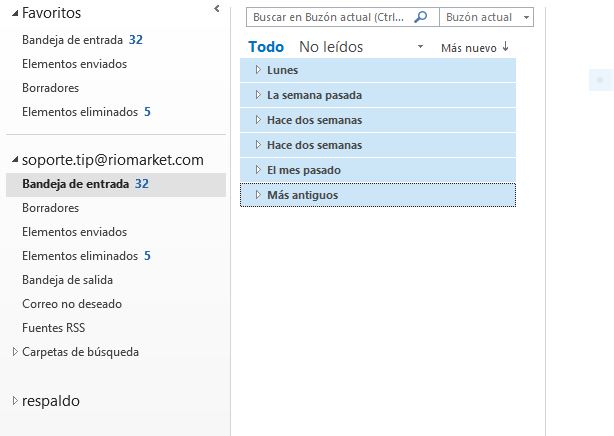 Favoritos
Bandeja de entrada 32
Elementos enviados
Borradores
Elementos eliminados 5
soporte.tip@riomarket.com
Bandeja de entrada 32
Borradores
Elementos enviados
Elementos eliminados 5
Bandeja de salida
Correo no deseado
Fuentes RSS
Carpetas de búsqueda
respaldo
Buscar en Buzón actual (Ctrl... Buzón actual
Todo No leídos Más nuevo
Lunes
La semana pasada
Hace dos semanas
Hace dos semanas
El mes pasado
Más antiguos